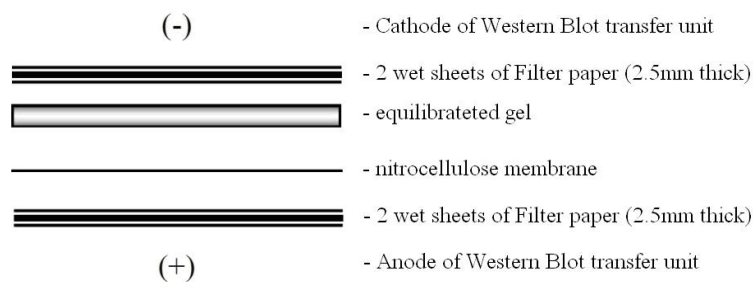 (-) - Cathode of Western Blot transfer unit
- 2 wet sheets of Filter paper (2.5mm thick)
- equilibrateted gel
- nitrocellulose membrane
- 2 wet sheets of Filter paper (2.5mm thick)
(+) - Anode of Western Blot transfer unit